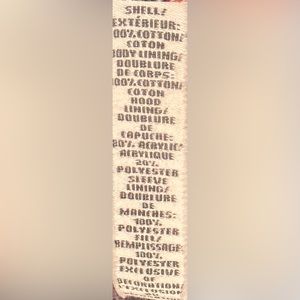 SHELL/
EXTÉRIEUR:
100% COTTON/
COTON
BODY LINING/
DOUBLURE
DE CORPS:
100% COTTON/
COTON
HOOD
LINING/
DOUBLURE
DE
CAPUCHE:
80% ACRYLIC/
ACRYLIQUE
20%
POLYESTER
SLEEVE
LINING/
DOUBLURE
DE
MANCHES:
100%
POLYESTER
FILL/
REMPLISSAGE:
100%
POLYESTER
EXCLUSIVE
OF
DECORATION/